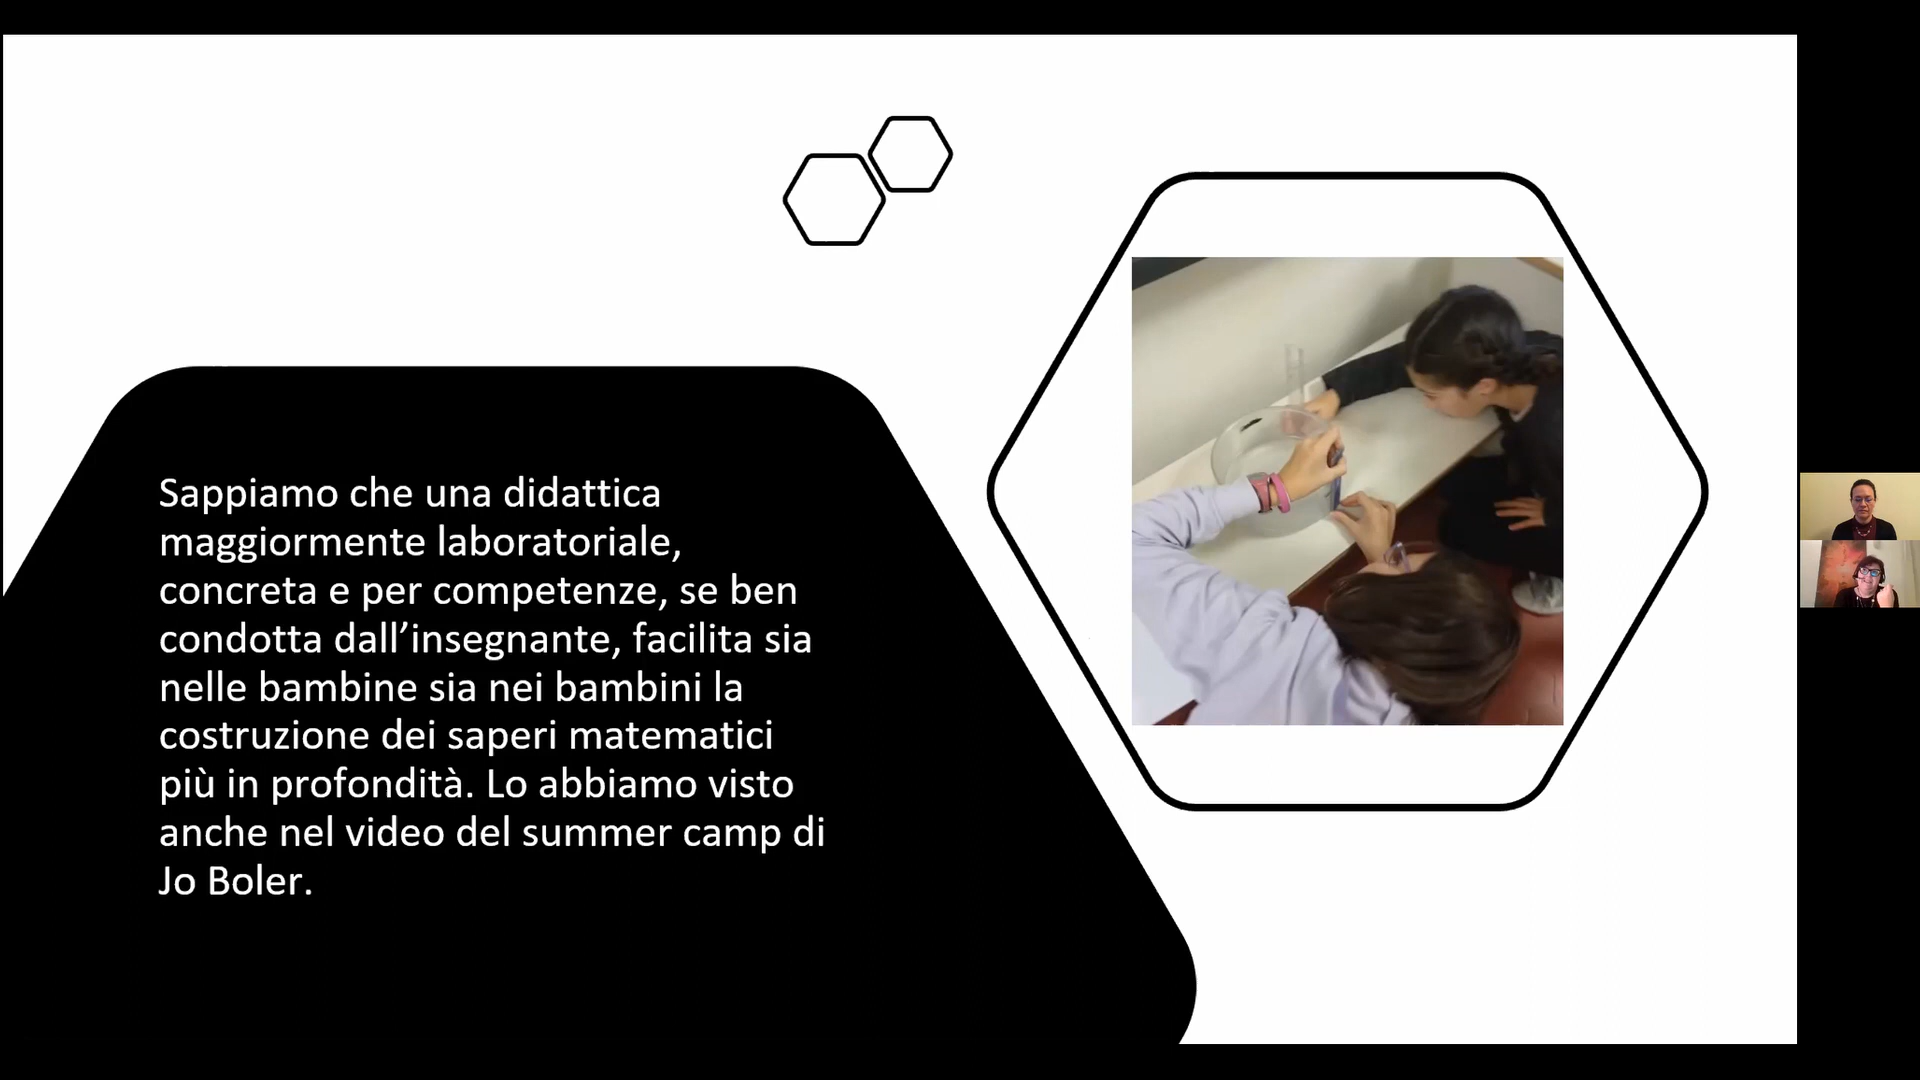 Sappiamo che una didattica
maggiormente laboratoriale,
concreta e per competenze, se ben
condotta dall’insegnante, facilita sia
nelle bambine sia nei bambini la
costruzione dei saperi matematici
più in profondità. Lo abbiamo visto
anche nel video del summer camp di
Jo Boler.